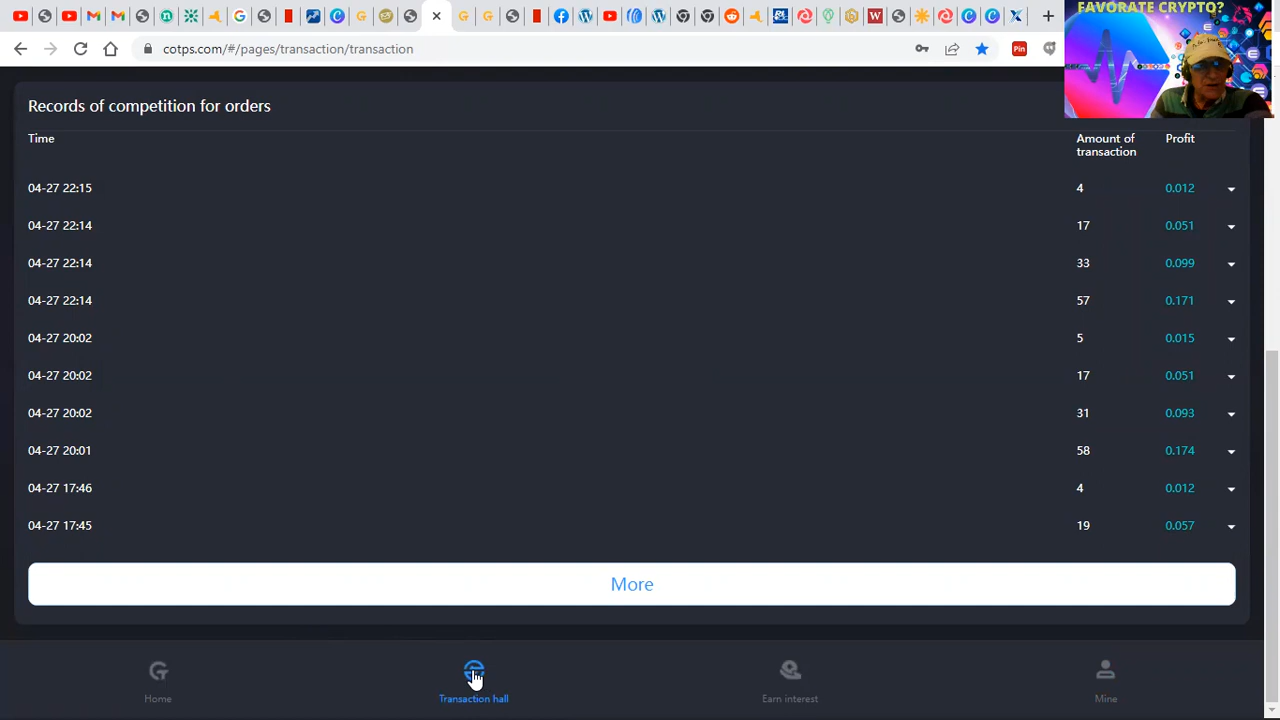 FAVORATE CRYPTO?
cotps.com/#/pages/transaction/transaction
Pin
Records of competition for orders
Time
Amount of
transaction
Profit
04-27 22:15 4 0.012
04-27 22:14 17 0.051
04-27 22:14 33 0.099
04-27 22:14 57 0.171
04-27 20:02 5 0.015
04-27 20:02 17 0.051
04-27 20:02 31 0.093
04-27 20:01 58 0.174
04-27 17:46 4 0.012
04-27 17:45 19 0.057
More
Home
Transaction hall
Earn interest
Mine